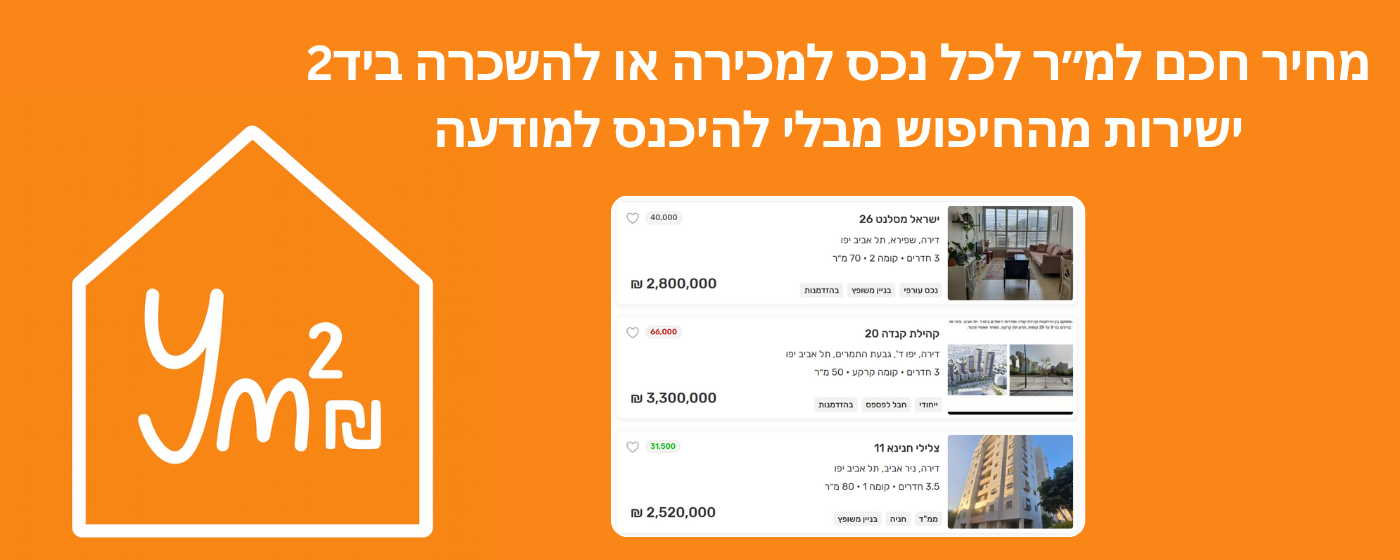 מחיר חכם למ״ר לכל נכס למכירה או להשכרה ביד2
ישירות מהחיפוש מבלי להיכנס למודעה
ym²₪
ישראל מסלנט 26
40,000
דירה, שפירא, תל אביב יפו
3 חדרים • קומה 2 • 70 מ״ר
₪ 2,800,000
נכס עורפי
בניין משופץ
בהזדמנות
קהילת קנדה 20
66,000
דירה, יפו ד', גבעת התמרים, תל אביב יפו
3 חדרים • קומה קרקע • 50 מ״ר
₪ 3,300,000
ייחודי
חבל לפספס
בהזדמנות
צלילי חנינא 11
31.500
דירה, ניר אביב, תל אביב יפו
3.5 חדרים • קומה 1 • 80 מ״ר
₪ 2,520,000
ממ"ד
חניה
בניין משופץ